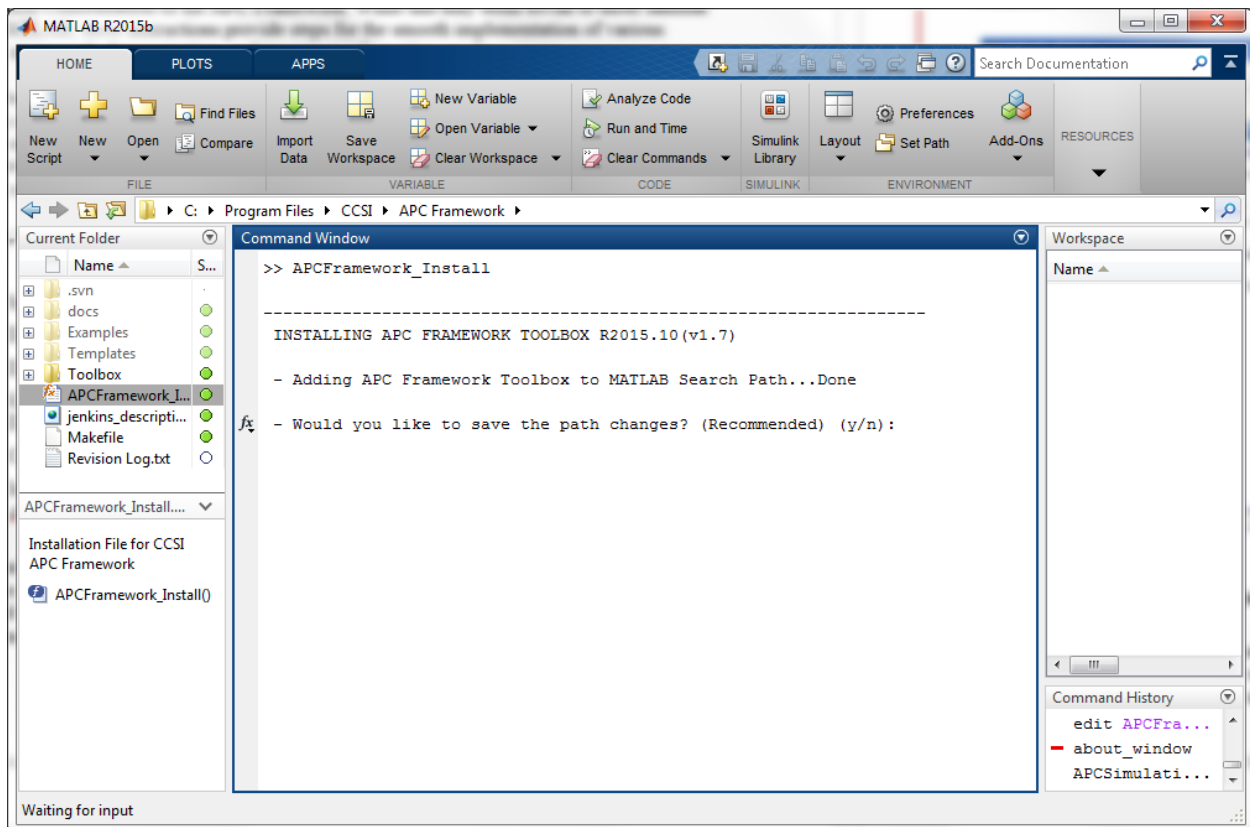 MATLAB R2015b
HOME PLOTS APPS
Search Documentation
New Script
New
Open
Find Files
Compare
FILE
Import Data
Save Workspace
New Variable
Open Variable
Clear Workspace
VARIABLE
Analyze Code
Run and Time
Clear Commands
CODE
Simulink Library
SIMULINK
Layout
Preferences
Set Path
Add-Ons
ENVIRONMENT
RESOURCES
C: Program Files CCSI APC Framework
Current Folder
Name S...
.svn
docs
Examples
Templates
Toolbox
APCFramework_I...
jenkins_descripti...
Makefile
Revision Log.txt
APCFramework_Install....
Installation File for CCSI
APC Framework
APCFramework_Install()
Command Window
>> APCFramework_Install
--------------------------------------------------------------------
INSTALLING APC FRAMEWORK TOOLBOX R2015.10(v1.7)
- Adding APC Framework Toolbox to MATLAB Search Path...Done
fx - Would you like to save the path changes? (Recommended) (y/n):
Workspace
Name
Command History
edit APCFra...
about_window
APCSimulati...
Waiting for input